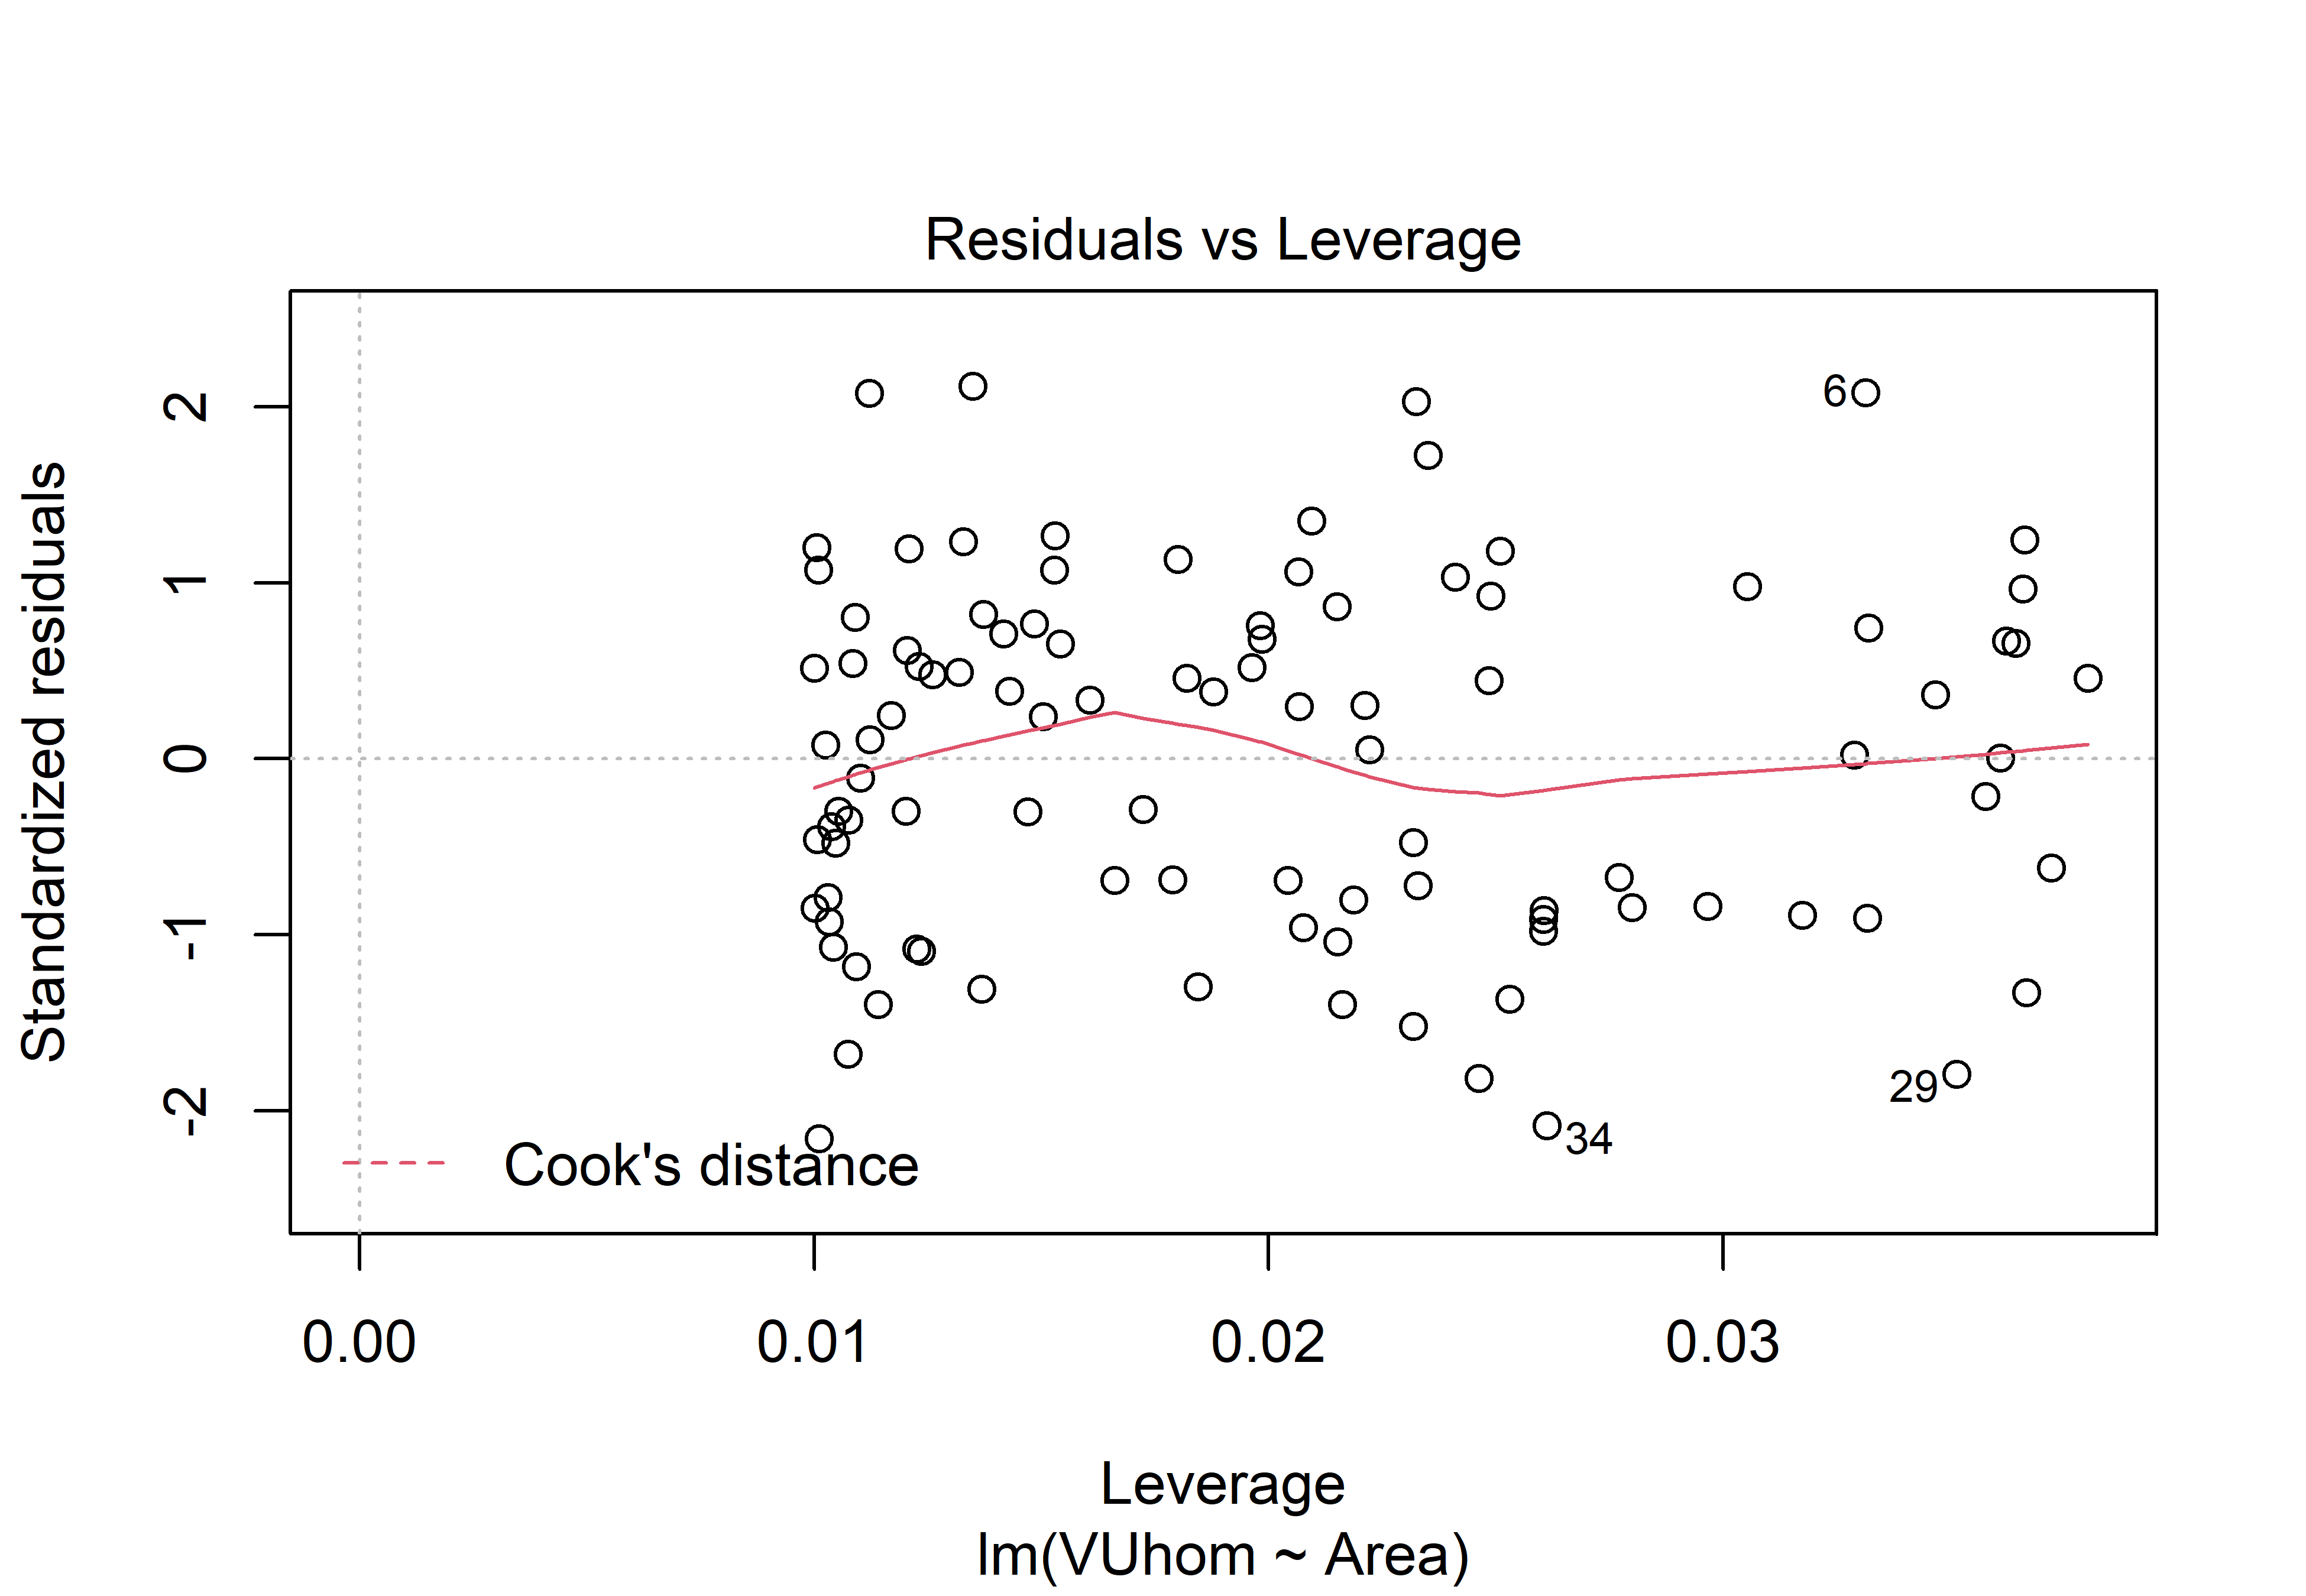 Residuals vs Leverage
Standardized residuals
2
1
0
-1
-2
6
29
34
Cook's distance
0.00 0.01 0.02 0.03
Leverage
lm(VUhom ~ Area)